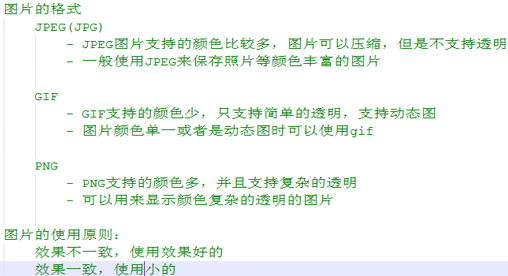 图片的格式
JPEG(JPG)
- JPEG图片支持的颜色比较多，图片可以压缩，但是不支持透明
- 一般使用JPEG来保存照片等颜色丰富的图片
GIF
- GIF支持的颜色少，只支持简单的透明，支持动态图
- 图片颜色单一或者是动态图时可以使用gif
PNG
- PNG支持的颜色多，并且支持复杂的透明
- 可以用来显示颜色复杂的透明的图片
图片的使用原则：
效果不一致，使用效果好的
效果一致，使用小的